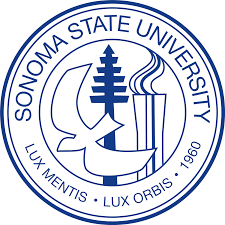 SONOMA STATE UNIVERSITY
LUX MENTIS • LUX ORBIS • 1960